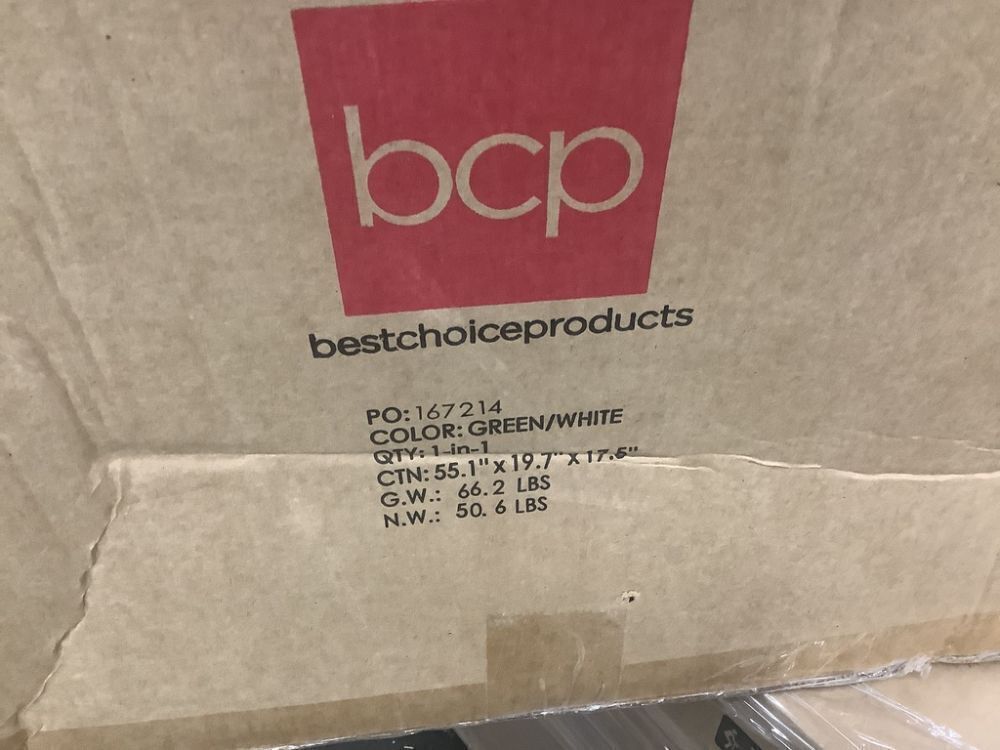 bcp
bestchoiceproducts
PO: 167214
COLOR: GREEN/WHITE
QTY: 1-in-1
CTN: 55.1" x 19.7" x 17.5"
G.W.: 66.2 LBS
N.W.: 50.6 LBS